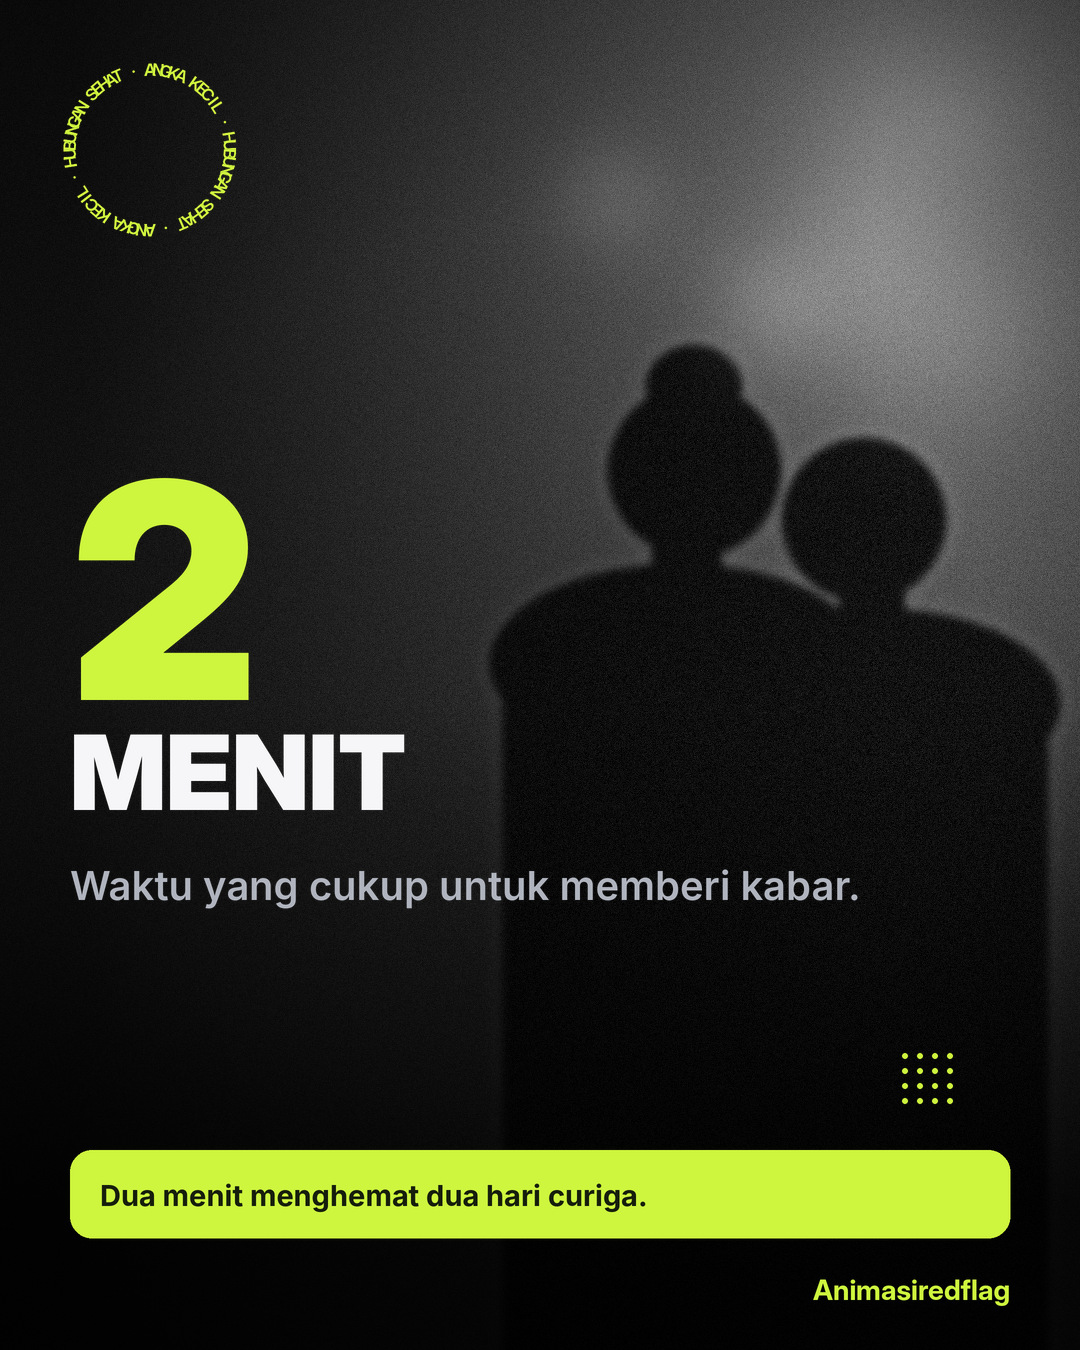 ANGKA KECIL · HUBUNGAN SEHAT · ANGKA KECIL · HUBUNGAN SEHAT ·
2
MENIT
Waktu yang cukup untuk memberi kabar.
Dua menit menghemat dua hari curiga.
Animasiredflag